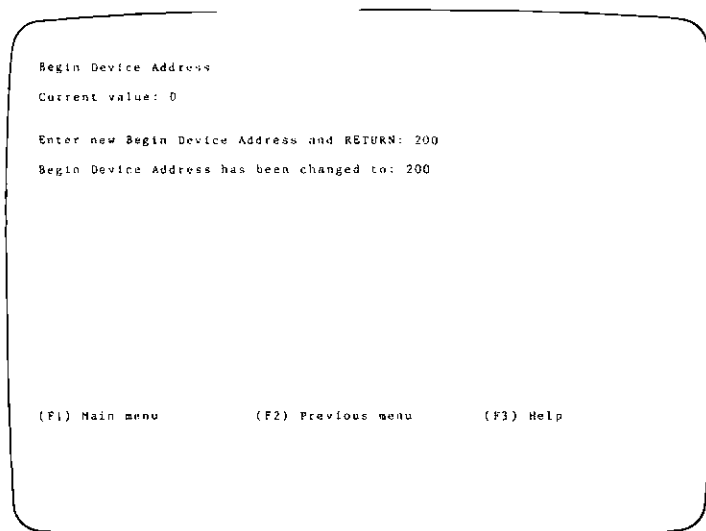 Begin Device Address
Current value: 0
Enter new Begin Device Address and RETURN: 200
Begin Device Address has been changed to: 200
(F1) Main menu (F2) Previous menu (F3) Help